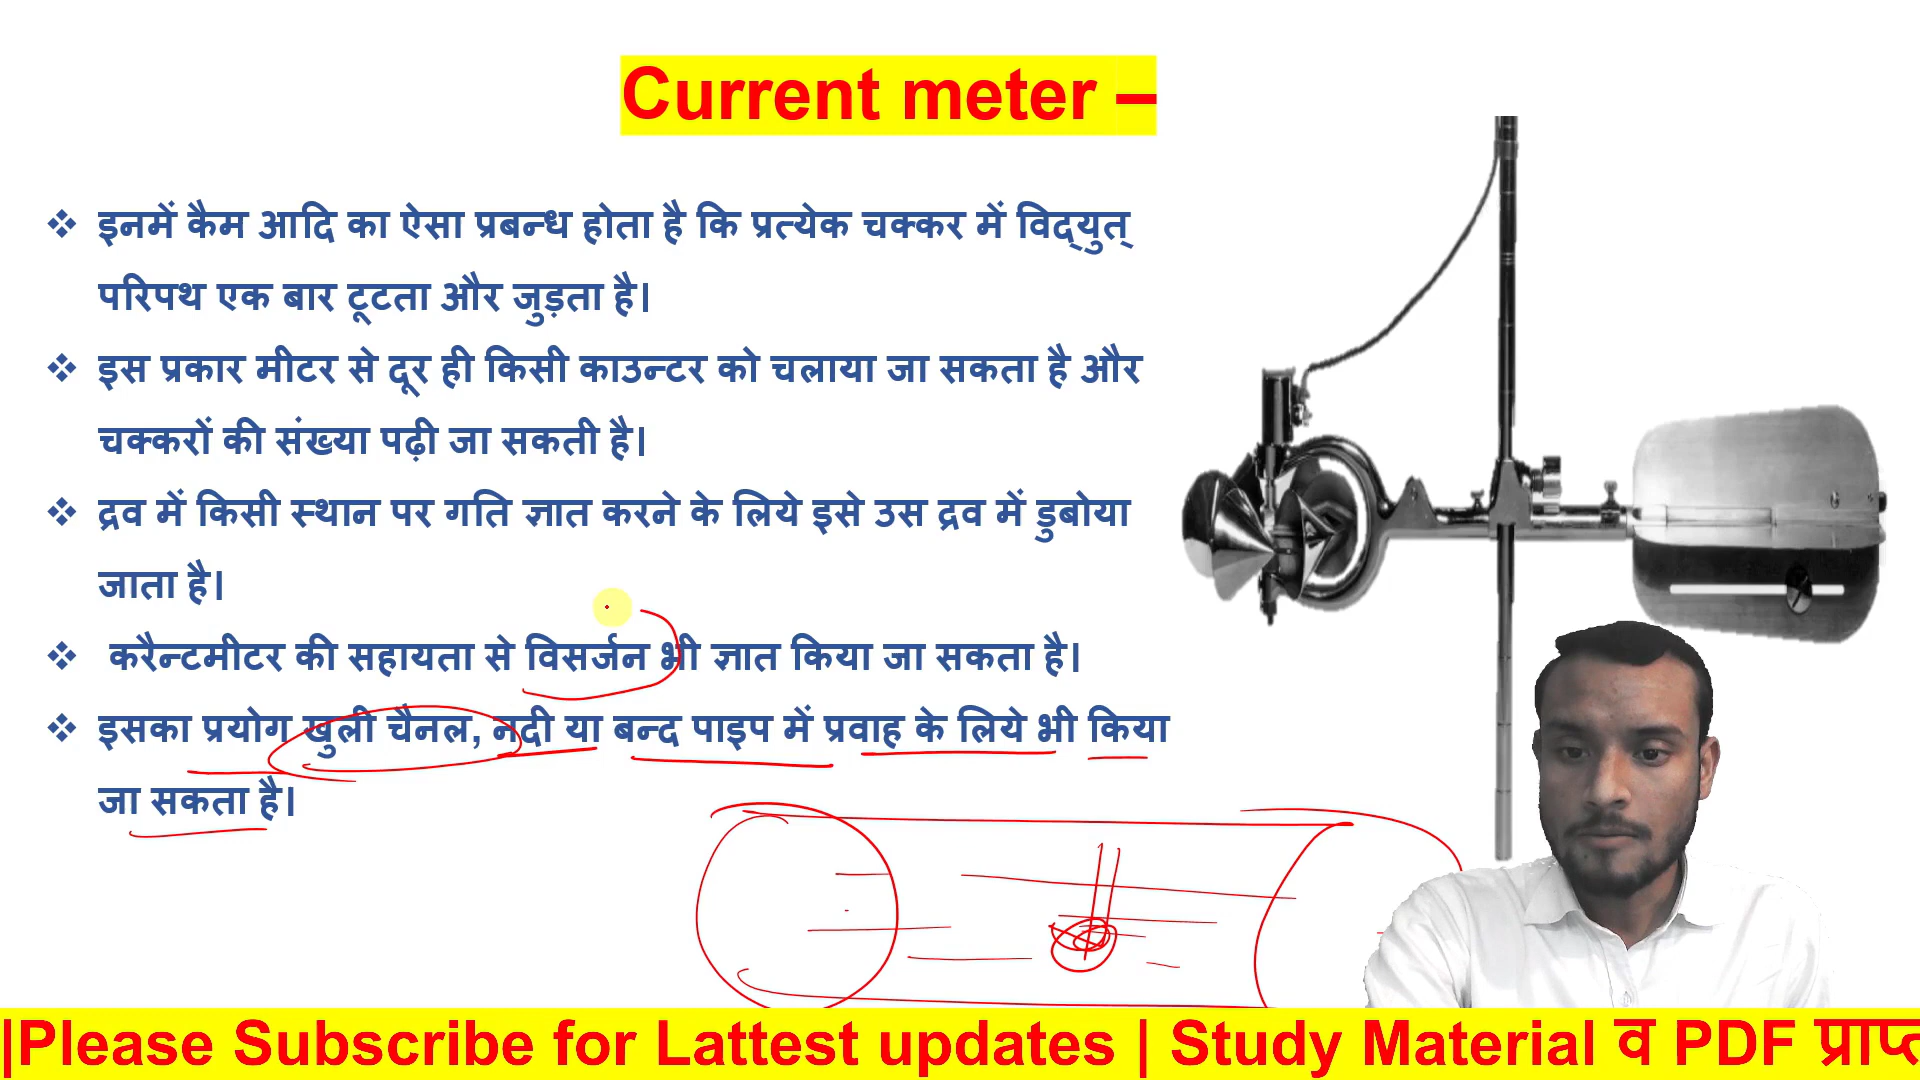 Current meter –
❖ इनमें कैम आदि का ऐसा प्रबन्ध होता है कि प्रत्येक चक्कर में विद्युत्
परिपथ एक बार टूटता और जुड़ता है।
❖ इस प्रकार मीटर से दूर ही किसी काउन्टर को चलाया जा सकता है और
चक्करों की संख्या पढ़ी जा सकती है।
❖ द्रव में किसी स्थान पर गति ज्ञात करने के लिये इसे उस द्रव में डुबोया
जाता है।
❖ करैन्टमीटर की सहायता से विसर्जन भी ज्ञात किया जा सकता है।
❖ इसका प्रयोग खुली चैनल, नदी या बन्द पाइप में प्रवाह के लिये भी किया
जा सकता है।
|Please Subscribe for Lattest updates | Study Material व PDF प्राप्त